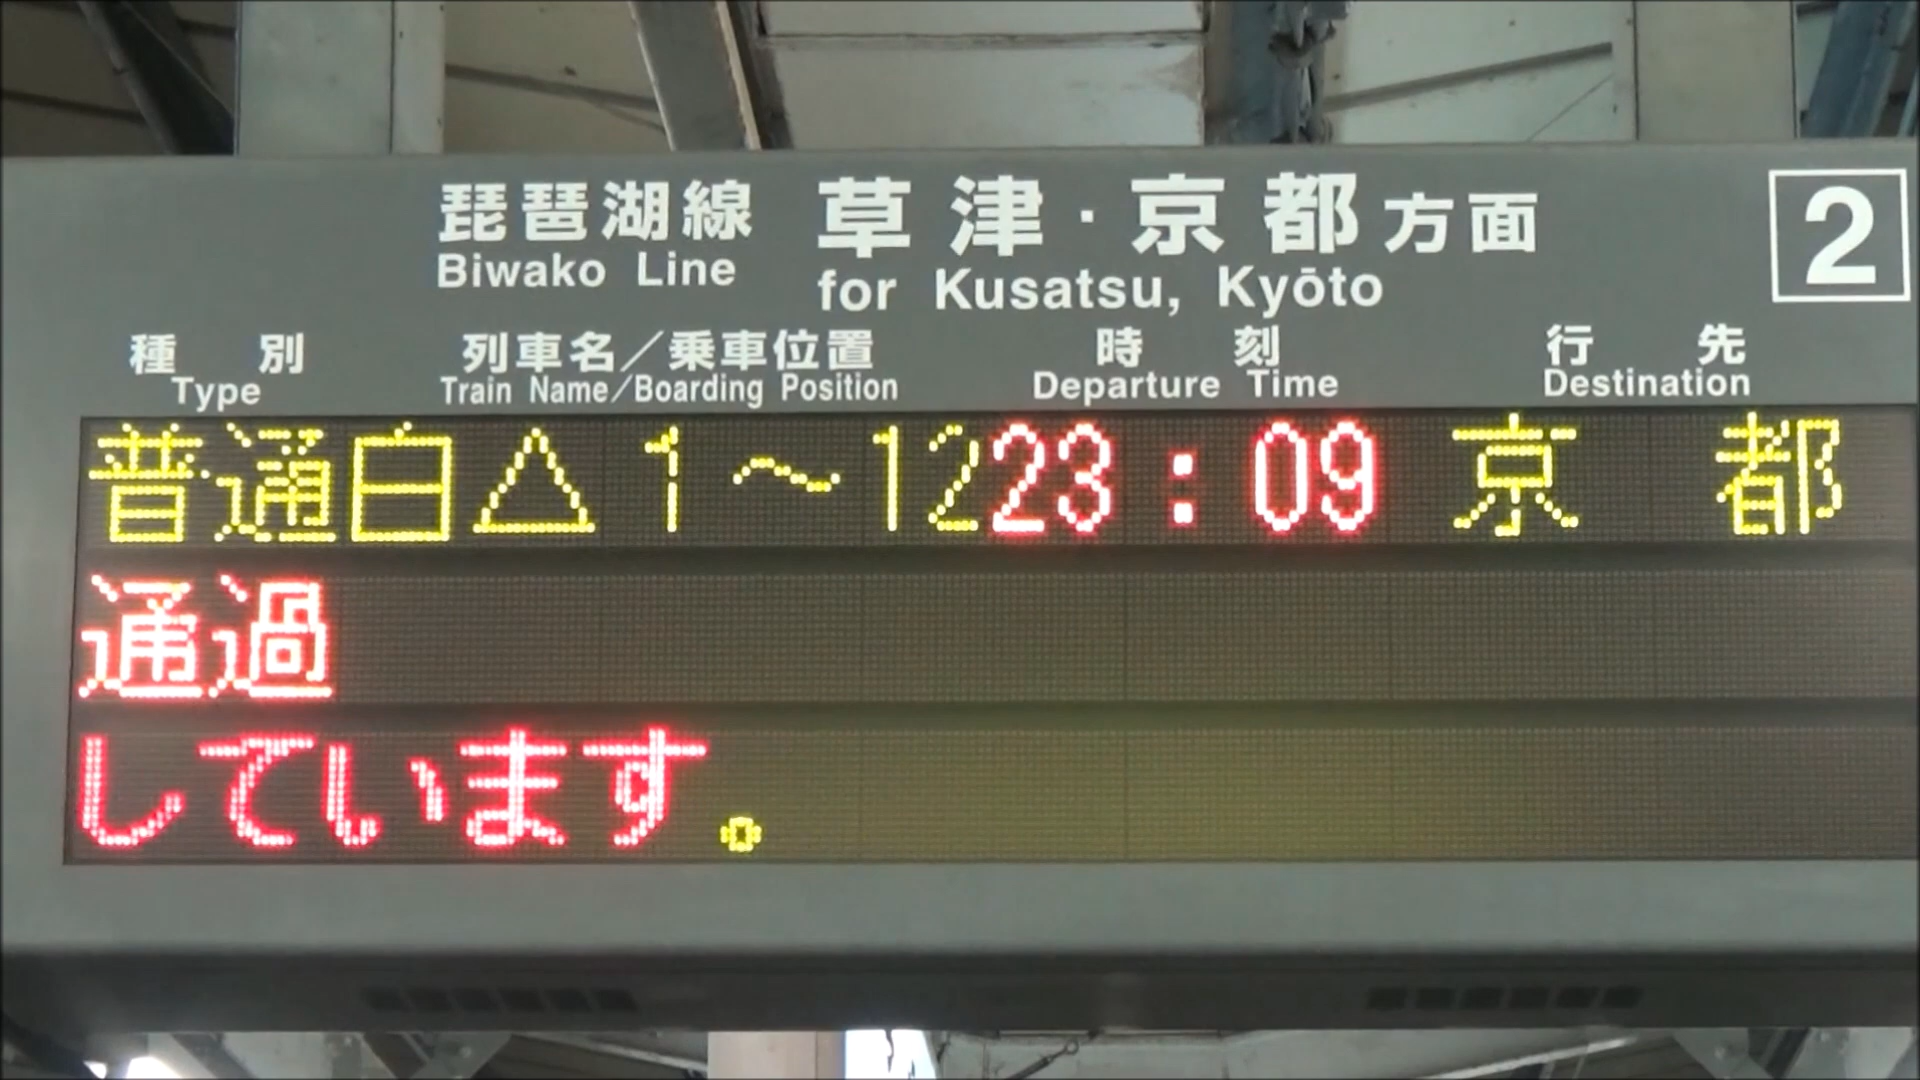 琵琶湖線 草津・京都方面 2
Biwako Line for Kusatsu, Kyōto
種別 列車名／乗車位置 時刻 行先
Type Train Name/Boarding Position Departure Time Destination
普通白△1～12 23:09 京都
通過
しています。